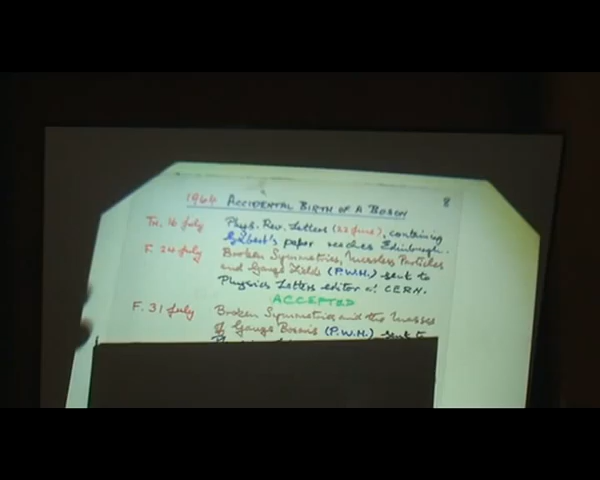 1964 ACCIDENTAL BIRTH OF A BOSON 8
Th. 16 July Phys. Rev. Letters (22 June), containing
Gilbert's paper reaches Edinburgh.
F. 24 July Broken Symmetries, Massless Particles
and Gauge Fields (P.W.H.) sent to
Physics Letters editor at CERN.
ACCEPTED
F. 31 July Broken Symmetries and the Masses
of Gauge Bosons (P.W.H.) sent to